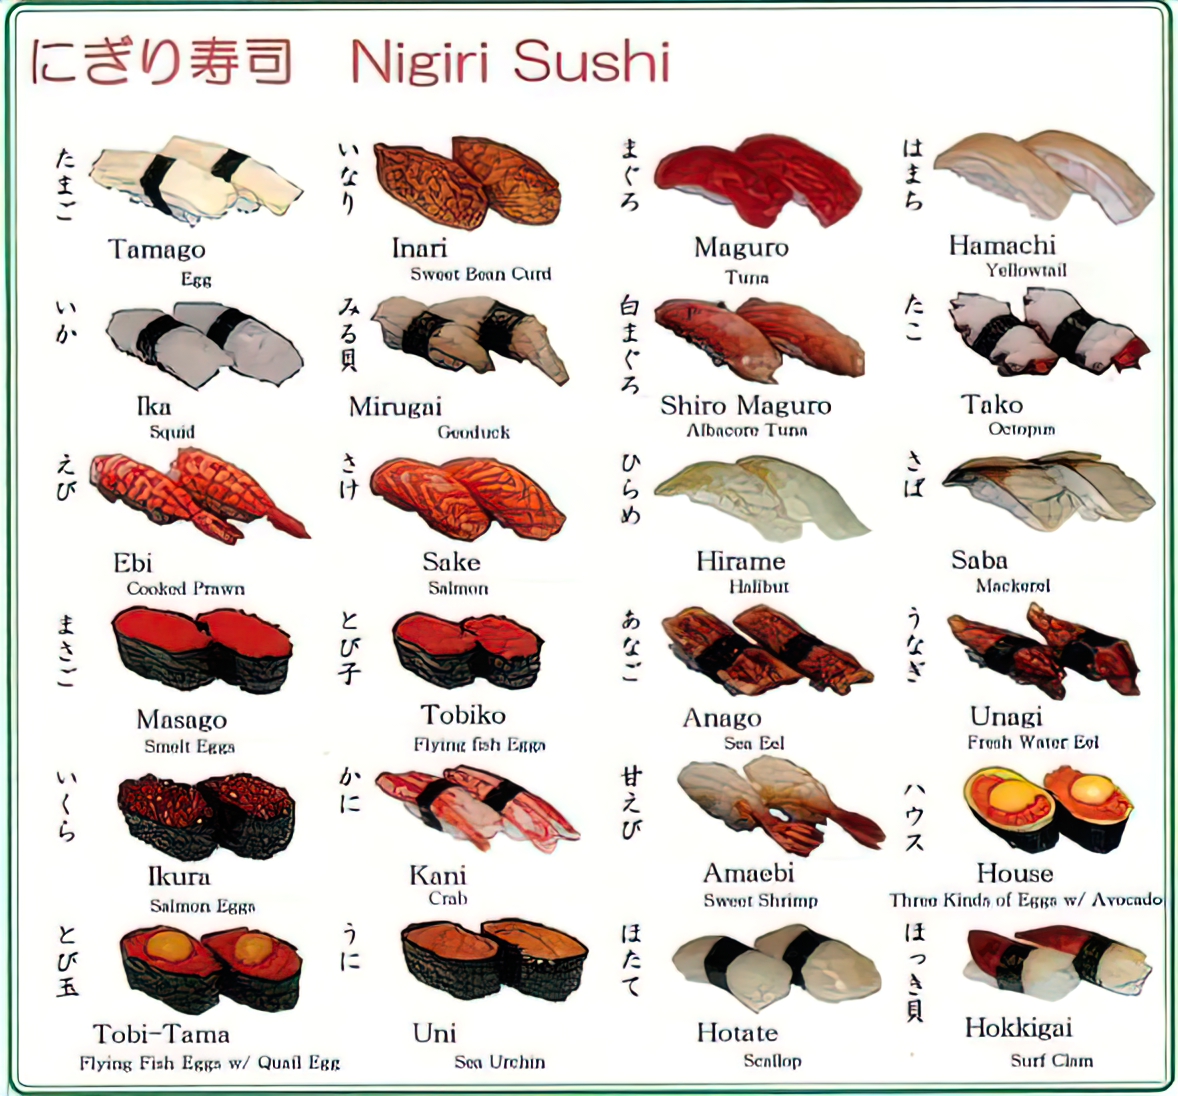 にぎり寿司 Nigiri Sushi
たまご
Tamago
Egg
いなり
Inari
Sweet Bean Curd
まぐろ
Maguro
Tuna
はまち
Hamachi
Yellowtail
いか
Ika
Squid
みる貝
Mirugai
Geoduck
白まぐろ
Shiro Maguro
Albacore Tuna
たこ
Tako
Octopus
えび
Ebi
Cooked Prawn
さけ
Sake
Salmon
ひらめ
Hirame
Halibut
さば
Saba
Mackerel
まさご
Masago
Smelt Eggs
とび子
Tobiko
Flying fish Eggs
あなご
Anago
Sea Eel
うなぎ
Unagi
Fresh Water Eel
いくら
Ikura
Salmon Eggs
かに
Kani
Crab
甘えび
Amaebi
Sweet Shrimp
ハウス
House
Three Kinds of Eggs w/ Avocado
とび玉
Tobi-Tama
Flying Fish Eggs w/ Quail Egg
うに
Uni
Sea Urchin
ほたて
Hotate
Scallop
ほっき貝
Hokkigai
Surf Clam